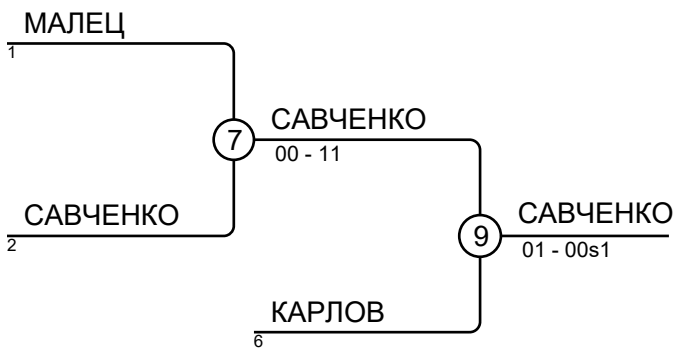 МАЛЕЦ
1
7
САВЧЕНКО
00 - 11
САВЧЕНКО
2
9
САВЧЕНКО
01 - 00s1
КАРЛОВ
6